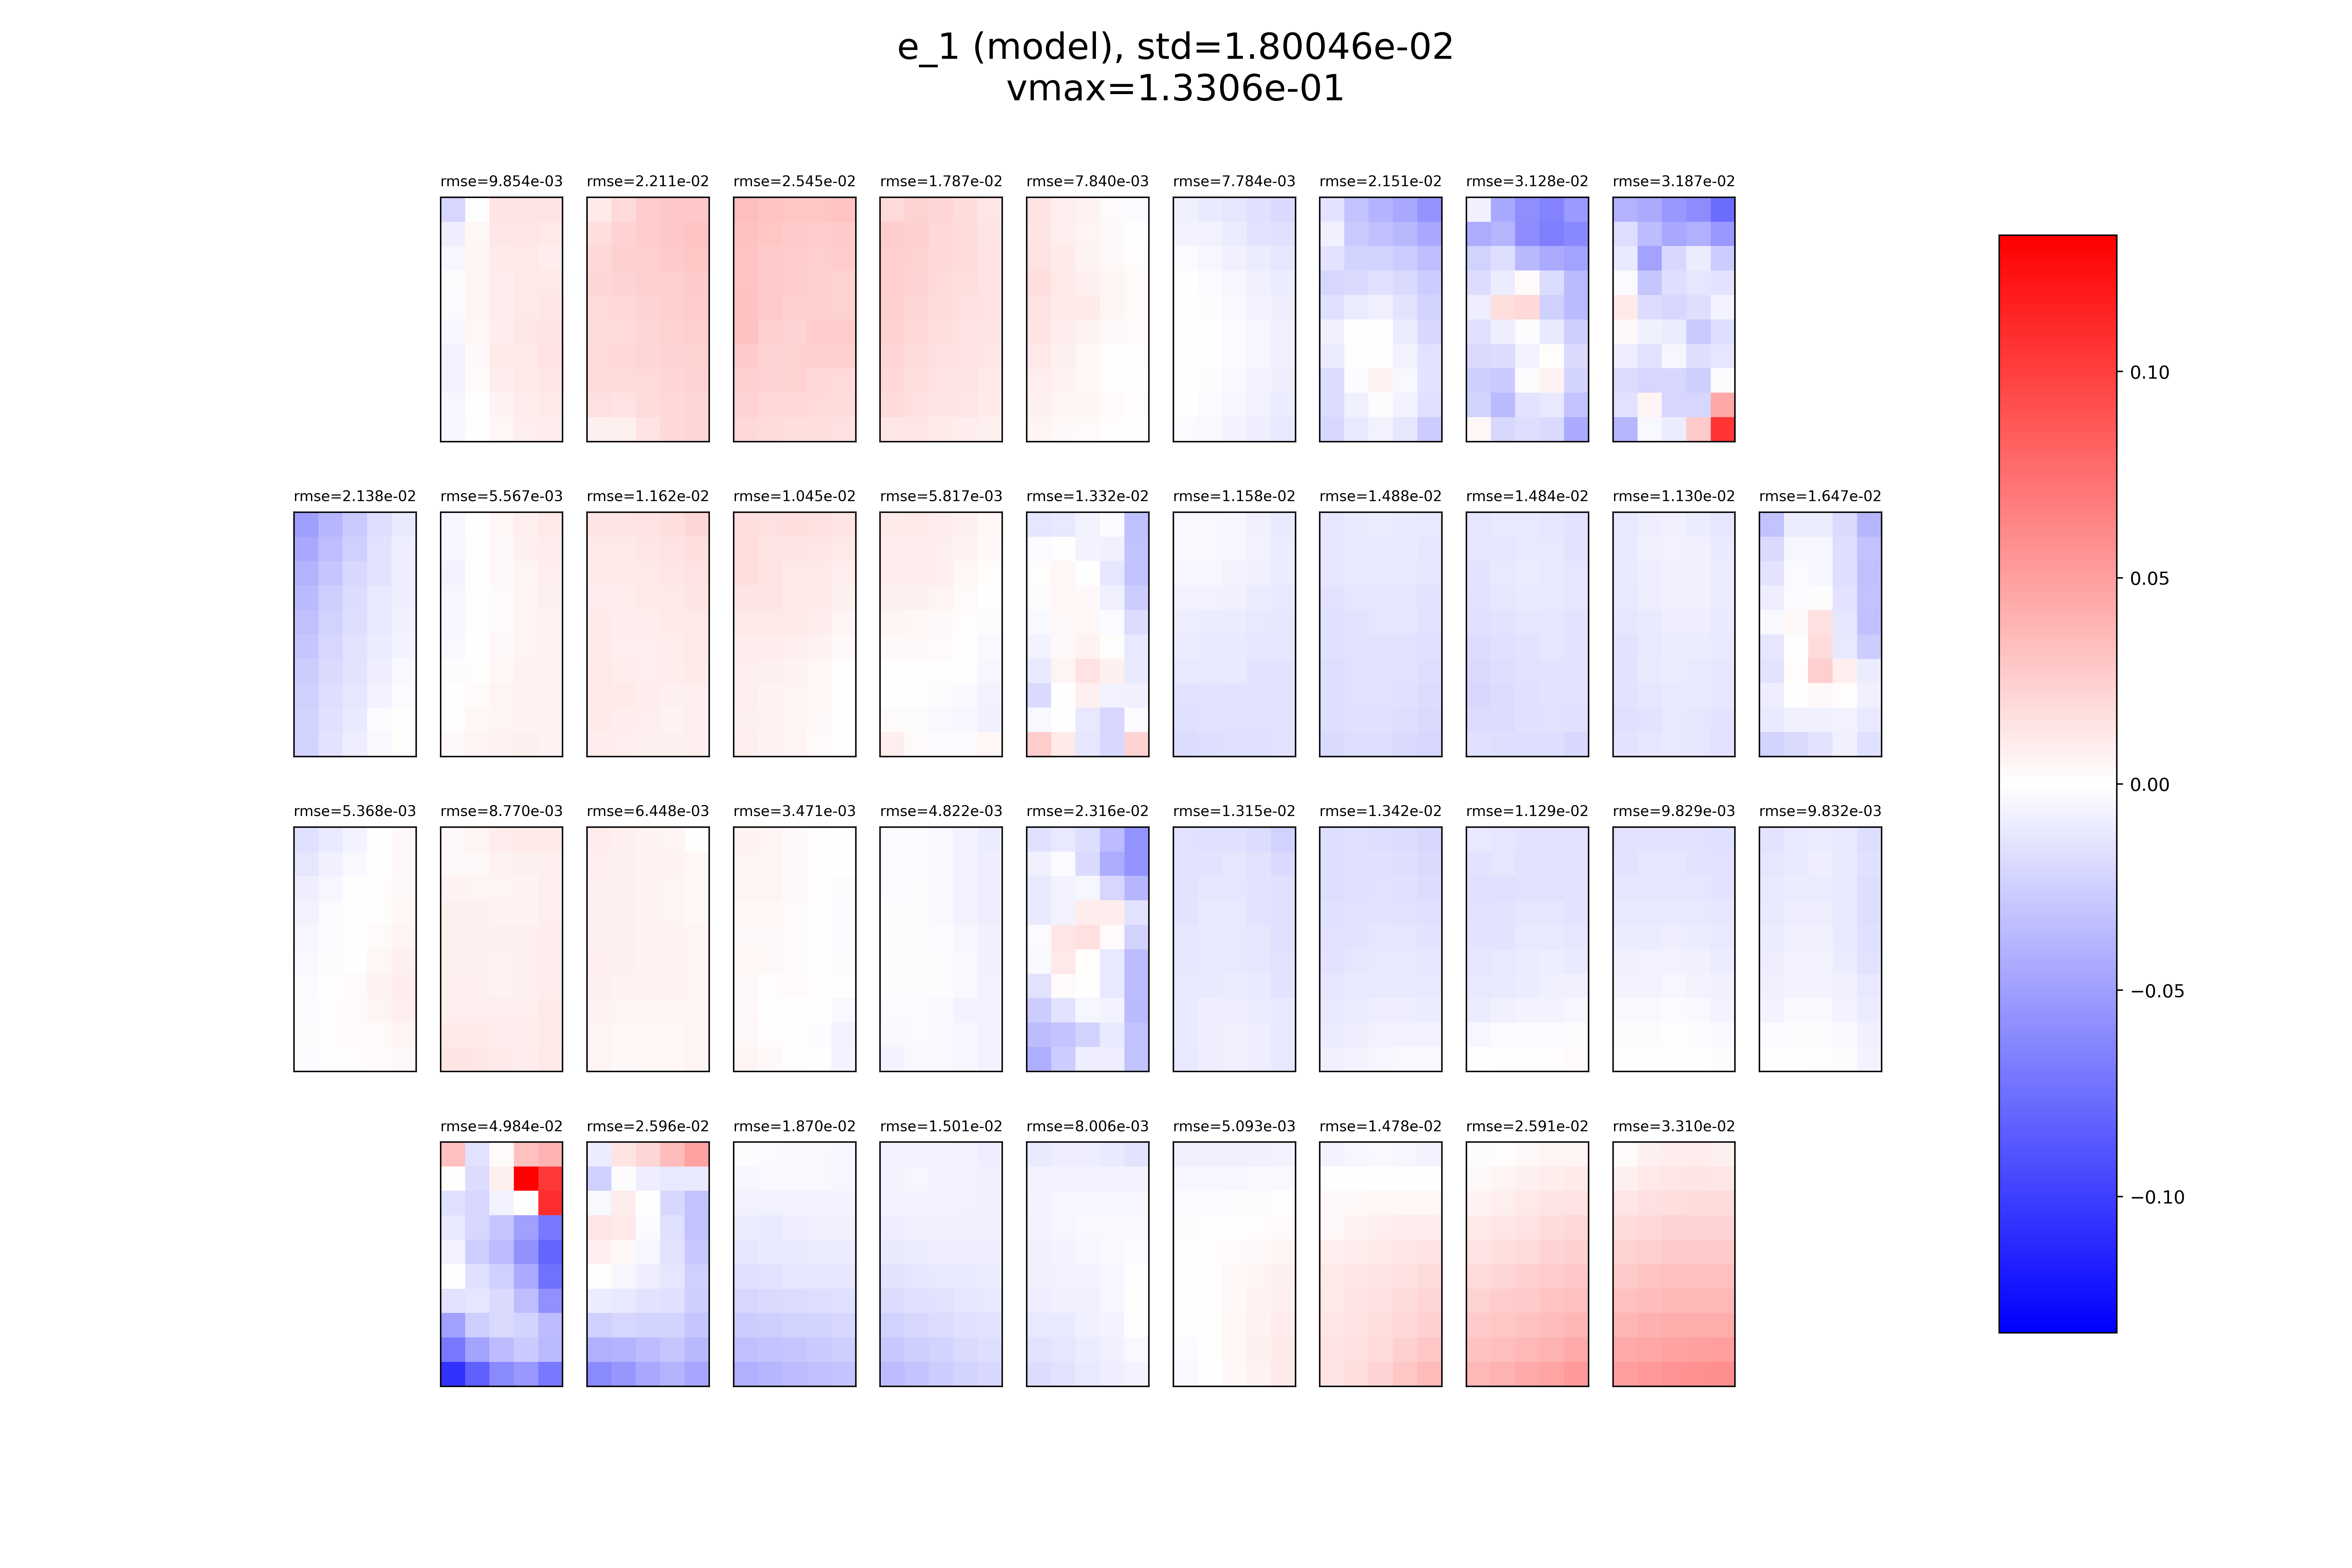 e_1 (model), std=1.80046e-02
vmax=1.3306e-01
rmse=9.854e-03 rmse=2.211e-02 rmse=2.545e-02 rmse=1.787e-02 rmse=7.840e-03 rmse=7.784e-03 rmse=2.151e-02 rmse=3.128e-02 rmse=3.187e-02
rmse=2.138e-02 rmse=5.567e-03 rmse=1.162e-02 rmse=1.045e-02 rmse=5.817e-03 rmse=1.332e-02 rmse=1.158e-02 rmse=1.488e-02 rmse=1.484e-02 rmse=1.130e-02 rmse=1.647e-02
rmse=5.368e-03 rmse=8.770e-03 rmse=6.448e-03 rmse=3.471e-03 rmse=4.822e-03 rmse=2.316e-02 rmse=1.315e-02 rmse=1.342e-02 rmse=1.129e-02 rmse=9.829e-03 rmse=9.832e-03
rmse=4.984e-02 rmse=2.596e-02 rmse=1.870e-02 rmse=1.501e-02 rmse=8.006e-03 rmse=5.093e-03 rmse=1.478e-02 rmse=2.591e-02 rmse=3.310e-02
0.10
0.05
0.00
−0.05
−0.10